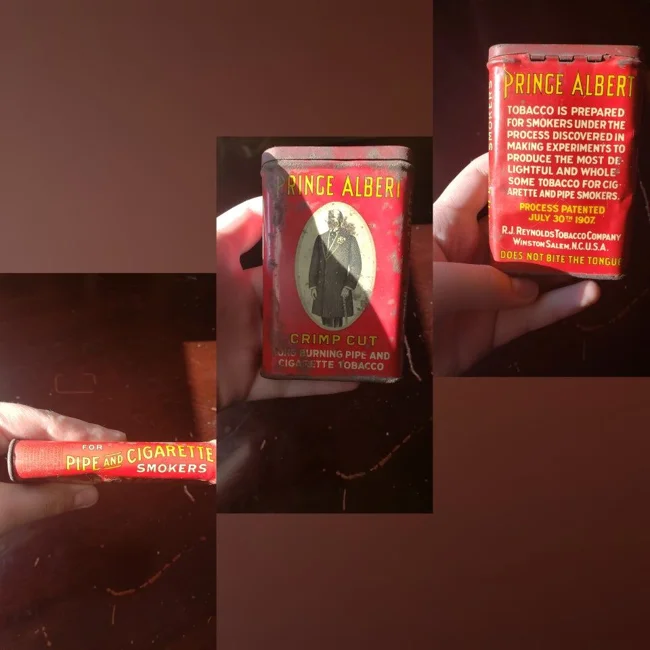 FOR
PIPE AND CIGARETTE
SMOKERS
PRINCE ALBERT
CRIMP CUT
LONG BURNING PIPE AND
CIGARETTE TOBACCO
PRINCE ALBERT
TOBACCO IS PREPARED
FOR SMOKERS UNDER THE
PROCESS DISCOVERED IN
MAKING EXPERIMENTS TO
PRODUCE THE MOST DE-
LIGHTFUL AND WHOLE-
SOME TOBACCO FOR CIG-
ARETTE AND PIPE SMOKERS.
PROCESS PATENTED
JULY 30TH 1907.
R.J. REYNOLDS TOBACCO COMPANY
WINSTON SALEM, N.C. U.S.A.
DOES NOT BITE THE TONGUE
SMOKERS